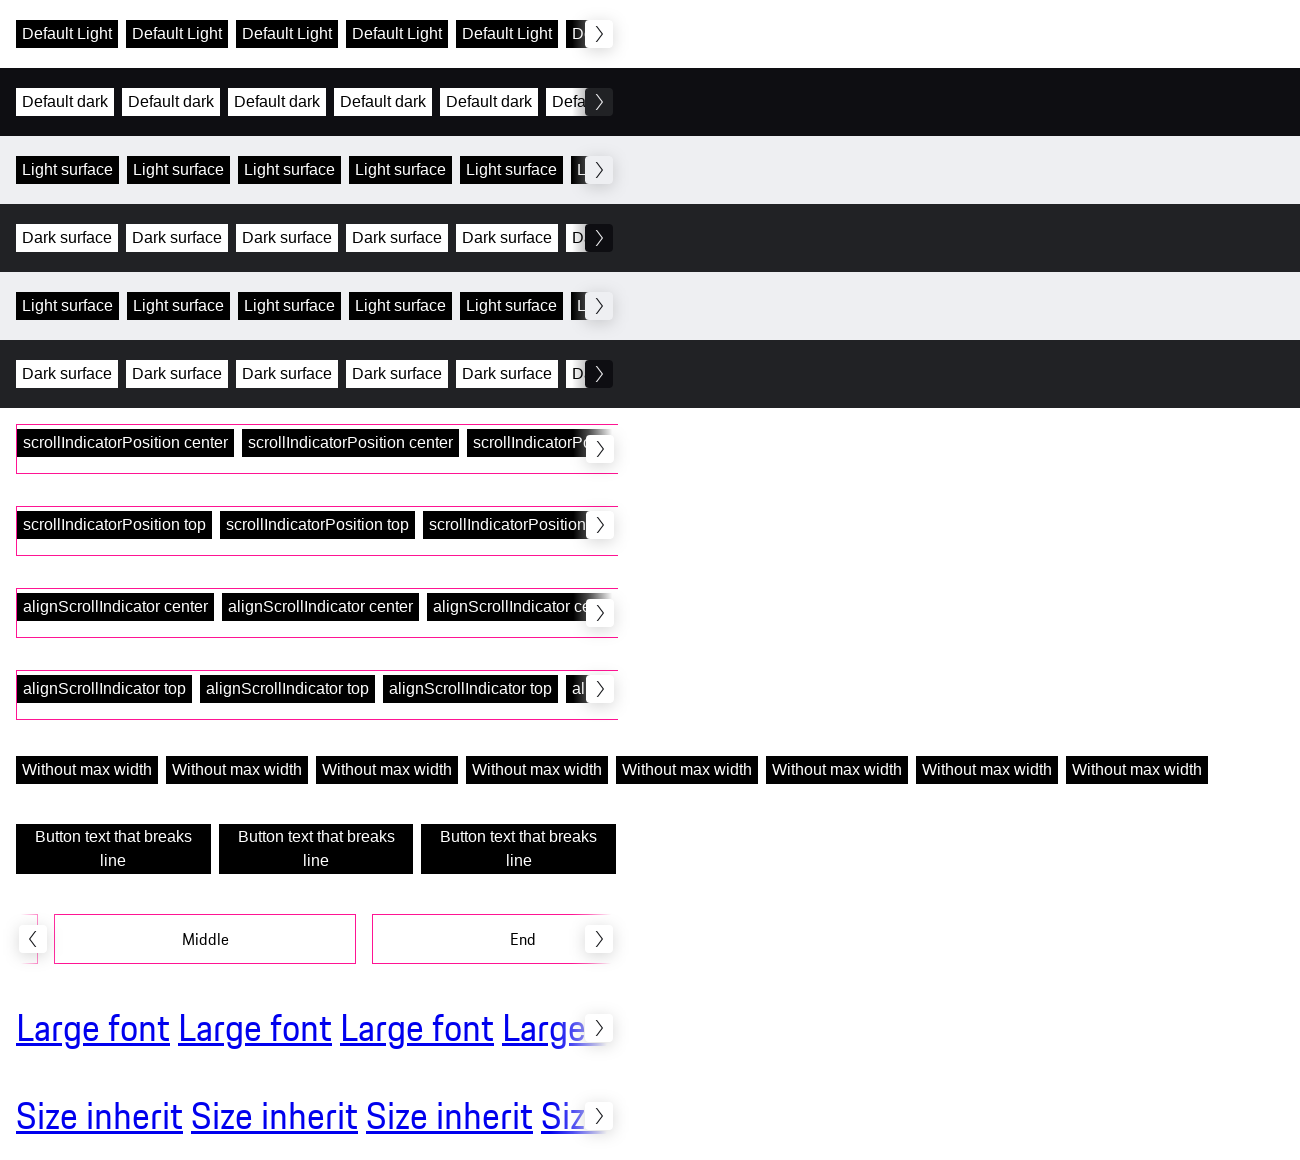 Default Light Default Light Default Light Default Light Default Light
Default dark Default dark Default dark Default dark Default dark
Light surface Light surface Light surface Light surface Light surface
Dark surface Dark surface Dark surface Dark surface Dark surface
Light surface Light surface Light surface Light surface Light surface
Dark surface Dark surface Dark surface Dark surface Dark surface
scrollIndicatorPosition center scrollIndicatorPosition center
scrollIndicatorPosition top scrollIndicatorPosition top scrollIndicatorPosition
alignScrollIndicator center alignScrollIndicator center alignScrollIndicator
alignScrollIndicator top alignScrollIndicator top alignScrollIndicator top
Without max width Without max width Without max width Without max width Without max width Without max width Without max width Without max width
Button text that breaks Button text that breaks Button text that breaks
line line line
Middle End
Large font Large font Large font Large
Size inherit Size inherit Size inherit